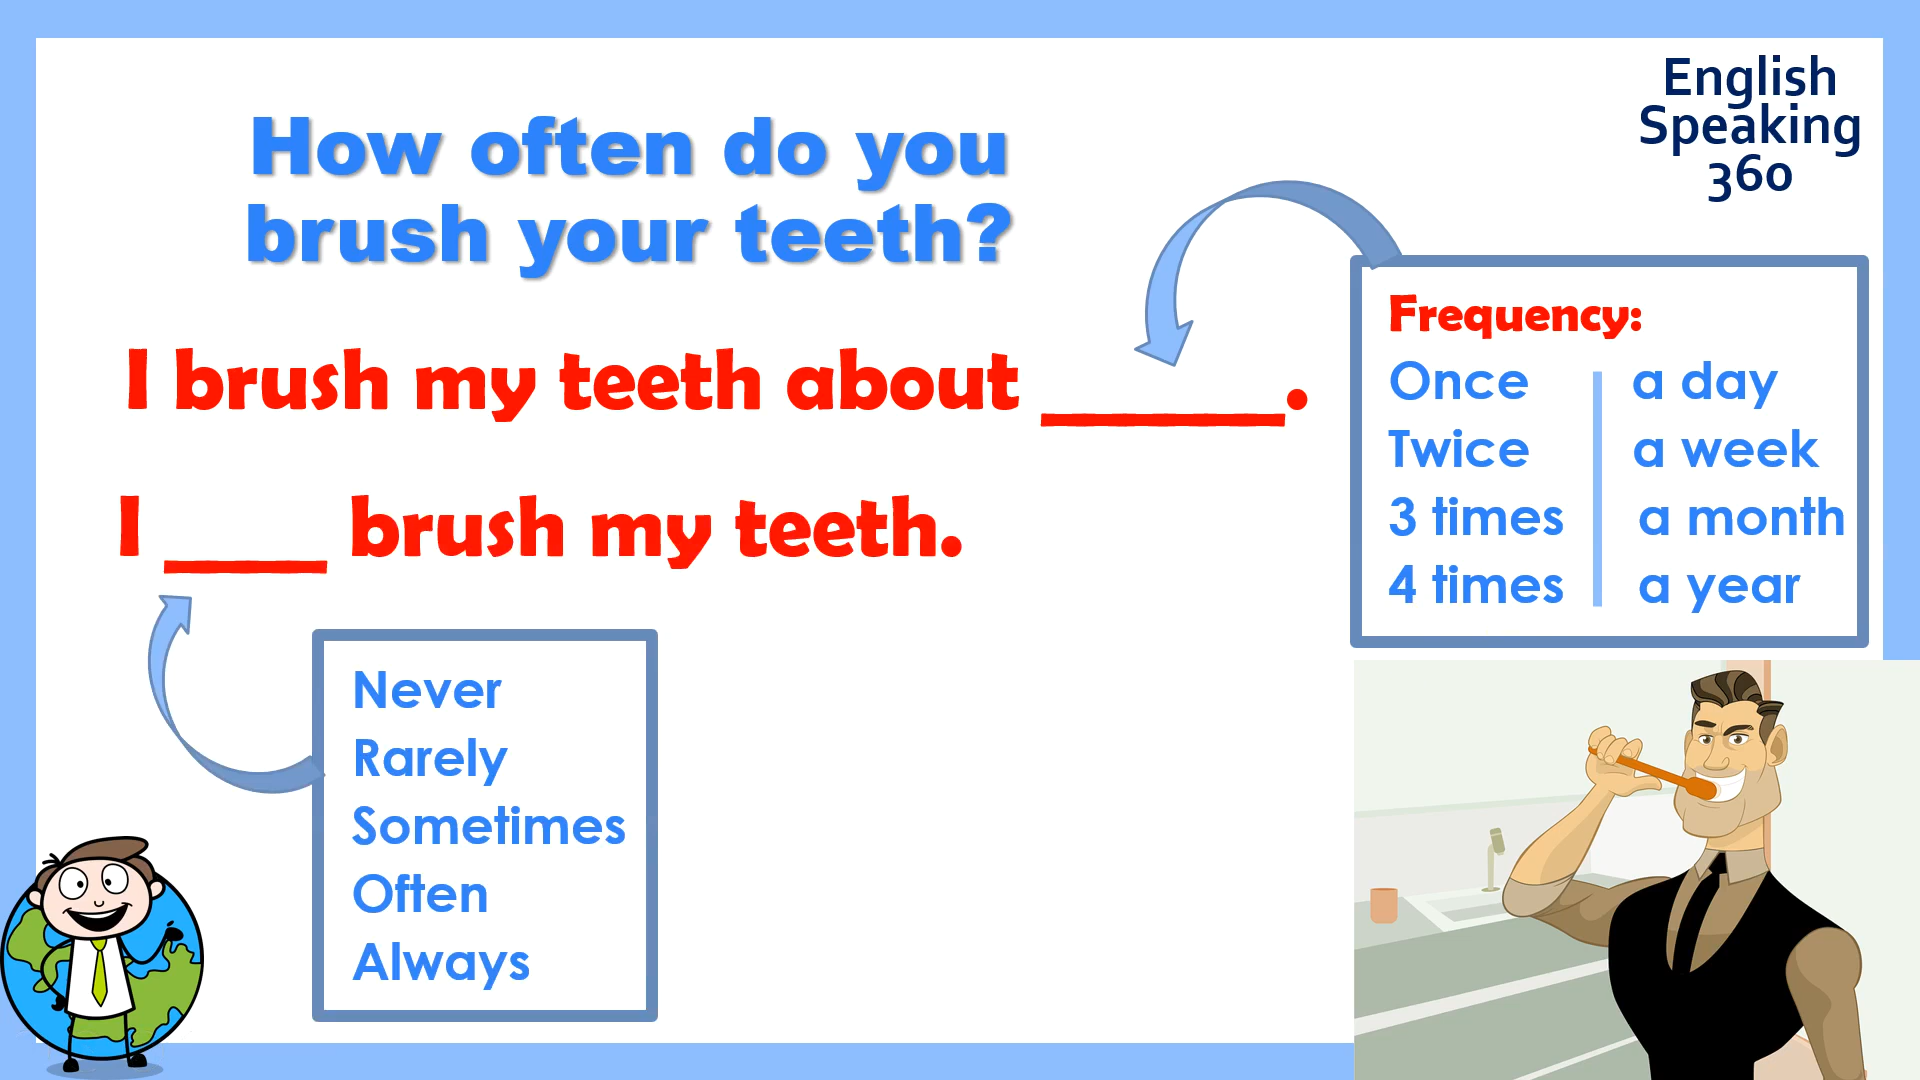 English
Speaking
360
How often do you
brush your teeth?
I brush my teeth about ______.
I ____ brush my teeth.
Frequency:
Once a day
Twice a week
3 times a month
4 times a year
Never
Rarely
Sometimes
Often
Always